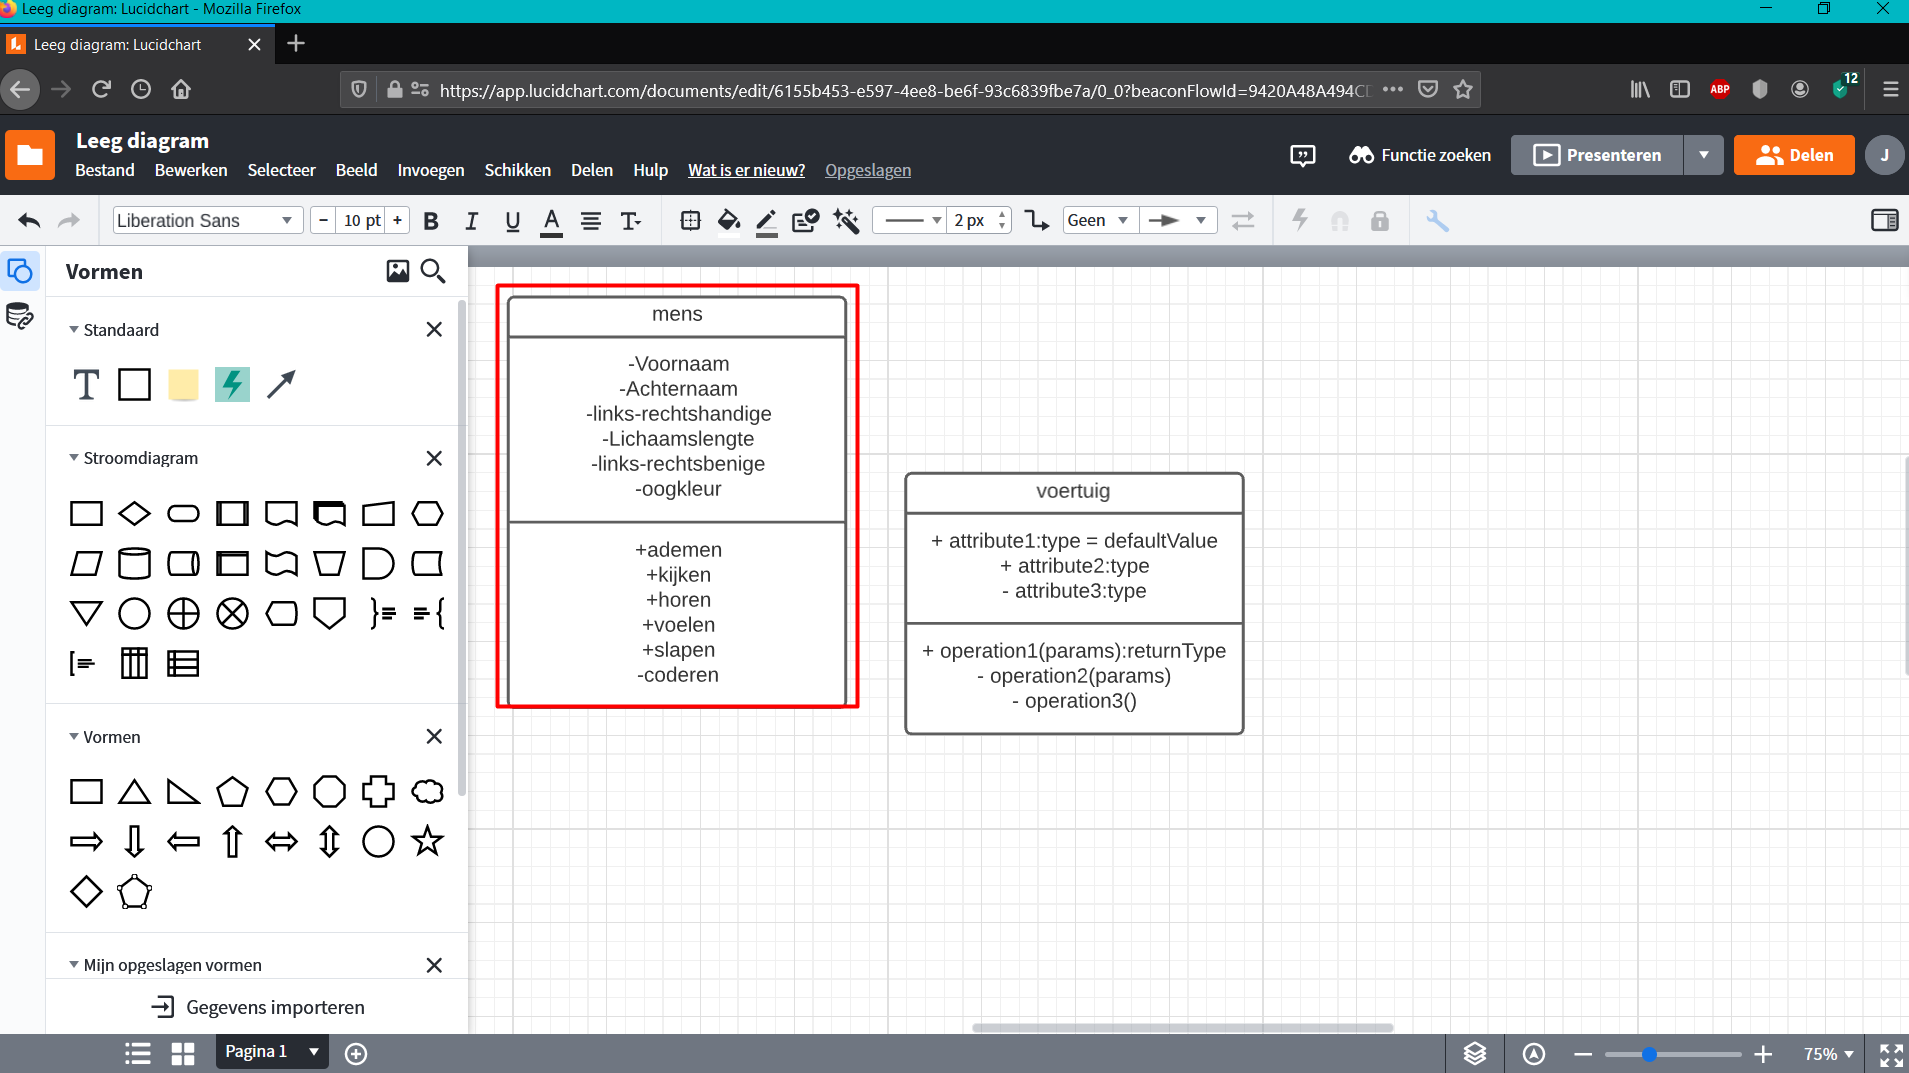 Leeg diagram: Lucidchart - Mozilla Firefox
Leeg diagram: Lucidchart
https://app.lucidchart.com/documents/edit/6155b453-e597-4ee8-be6f-93c6839fbe7a/0_0?beaconFlowId=9420A48A494C
ABP
12
Leeg diagram
Bestand Bewerken Selecteer Beeld Invoegen Schikken Delen Hulp Wat is er nieuw? Opgeslagen
Functie zoeken
Presenteren
Delen
J
Liberation Sans
- 10 pt +
B I U A T
2 px
Geen
Vormen
Standaard
T
Stroomdiagram
Vormen
Mijn opgeslagen vormen
Gegevens importeren
mens
-Voornaam
-Achternaam
-links-rechtshandige
-Lichaamslengte
-links-rechtsbenige
-oogkleur
+ademen
+kijken
+horen
+voelen
+slapen
-coderen
voertuig
+ attribute1:type = defaultValue
+ attribute2:type
- attribute3:type
+ operation1(params):returnType
- operation2(params)
- operation3()
Pagina 1
75%